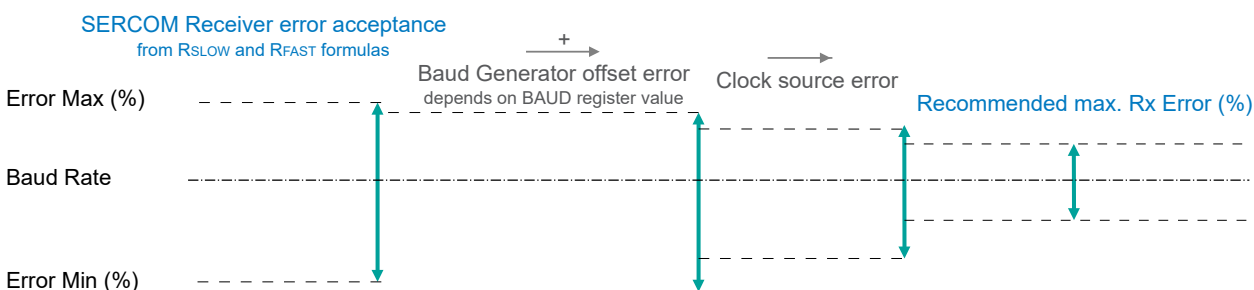 SERCOM Receiver error acceptance
from RSLOW and RFAST formulas
+
Baud Generator offset error
depends on BAUD register value
Clock source error
Error Max (%)
Recommended max. Rx Error (%)
Baud Rate
Error Min (%)